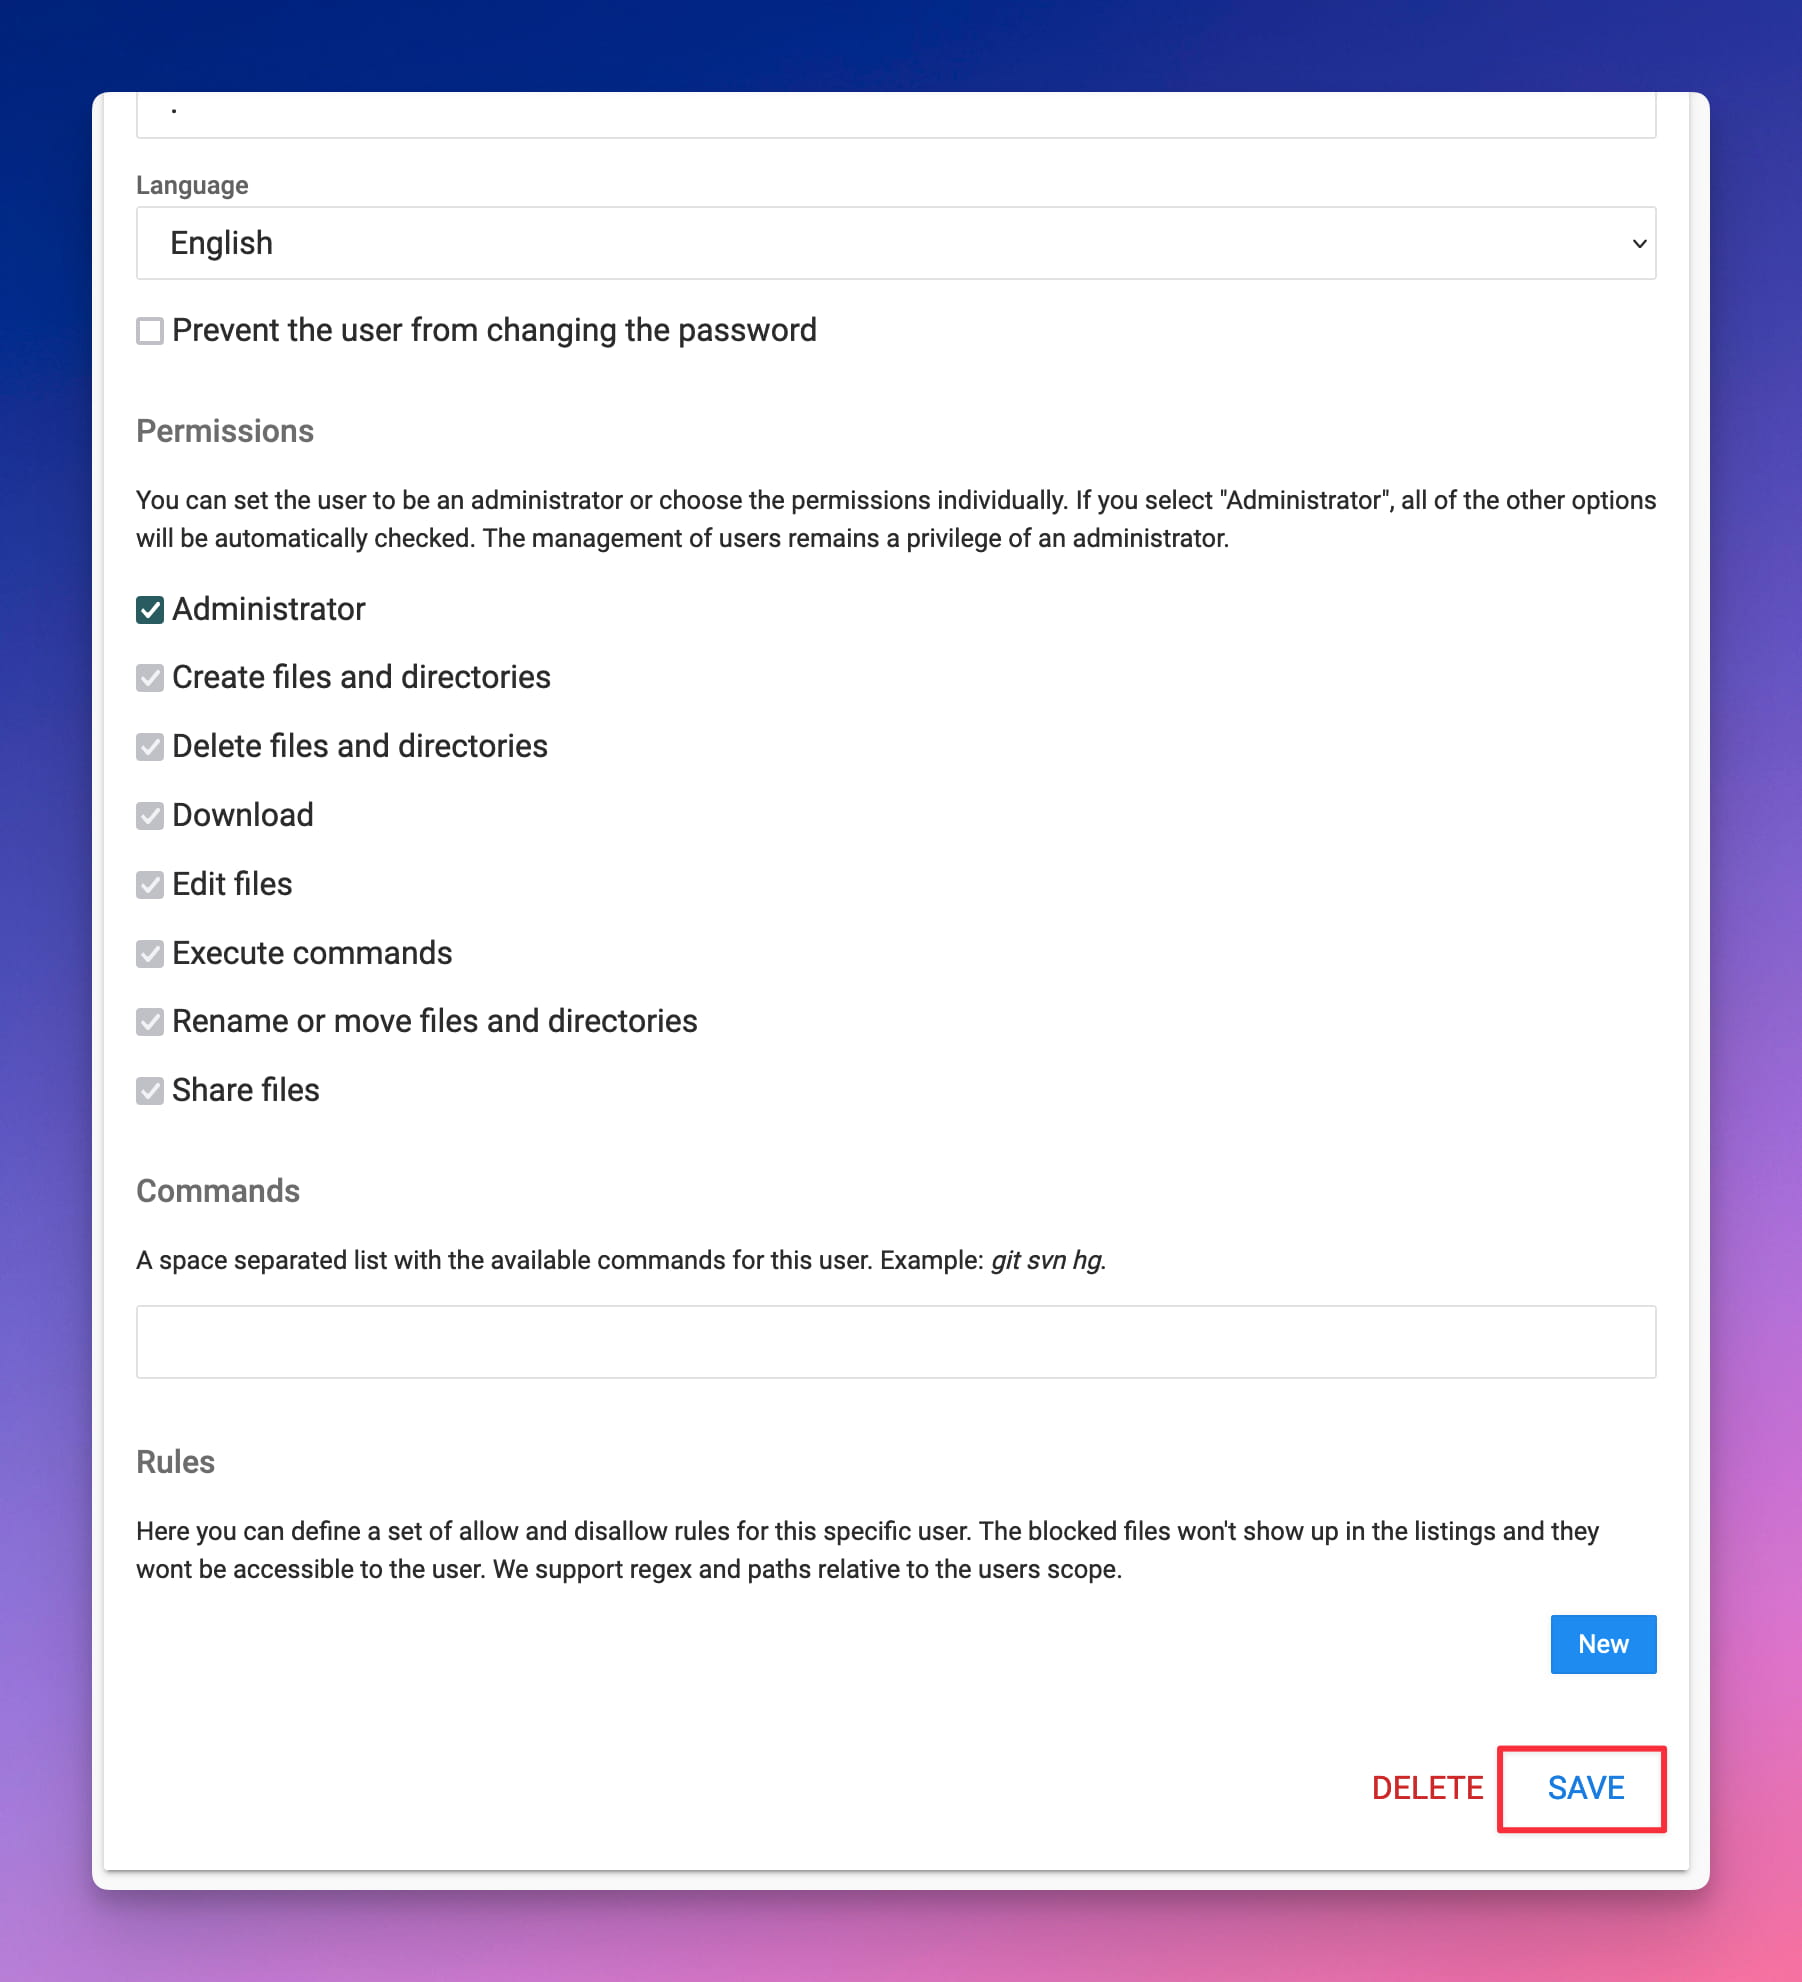 .
Language
English
Prevent the user from changing the password
Permissions
You can set the user to be an administrator or choose the permissions individually. If you select "Administrator", all of the other options
will be automatically checked. The management of users remains a privilege of an administrator.
Administrator
Create files and directories
Delete files and directories
Download
Edit files
Execute commands
Rename or move files and directories
Share files
Commands
A space separated list with the available commands for this user. Example: git svn hg.
Rules
Here you can define a set of allow and disallow rules for this specific user. The blocked files won't show up in the listings and they
wont be accessible to the user. We support regex and paths relative to the users scope.
New
DELETE SAVE